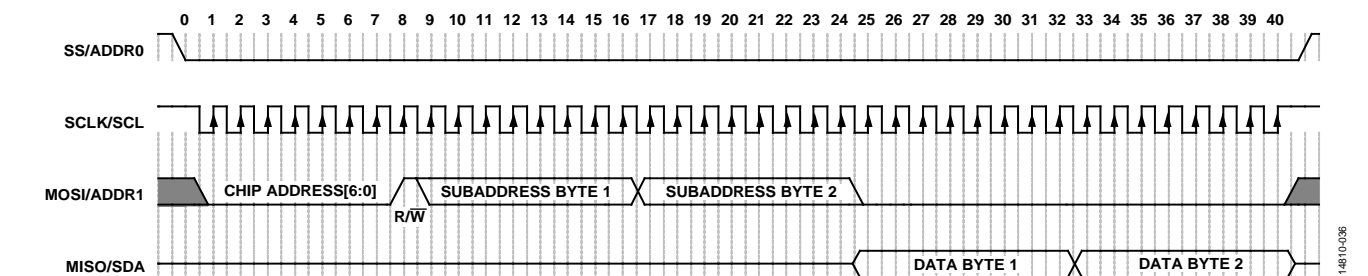 0 1 2 3 4 5 6 7 8 9 10 11 12 13 14 15 16 17 18 19 20 21 22 23 24 25 26 27 28 29 30 31 32 33 34 35 36 37 38 39 40
SS/ADDR0
SCLK/SCL
MOSI/ADDR1
CHIP ADDRESS[6:0]
R/W̅
SUBADDRESS BYTE 1
SUBADDRESS BYTE 2
MISO/SDA
DATA BYTE 1
DATA BYTE 2
14810-036